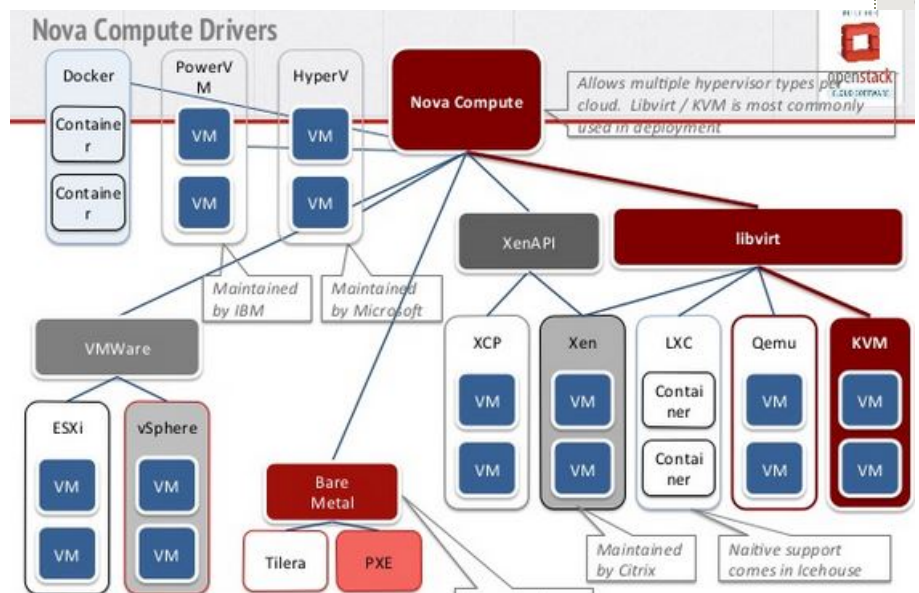 Nova Compute Drivers
Docker
Containe
r
Containe
r
PowerV
M
VM
VM
HyperV
VM
VM
Nova Compute
openstack
CLOUD SOFTWARE
Allows multiple hypervisor types per
cloud. Libvirt / KVM is most commonly
used in deployment
Maintained
by IBM
Maintained
by Microsoft
XenAPI
libvirt
VMWare
ESXi
VM
VM
vSphere
VM
VM
Bare
Metal
Tilera
PXE
XCP
VM
VM
Xen
VM
VM
LXC
Contai
ner
Contai
ner
Qemu
VM
VM
KVM
VM
VM
Maintained
by Citrix
Naitive support
comes in Icehouse